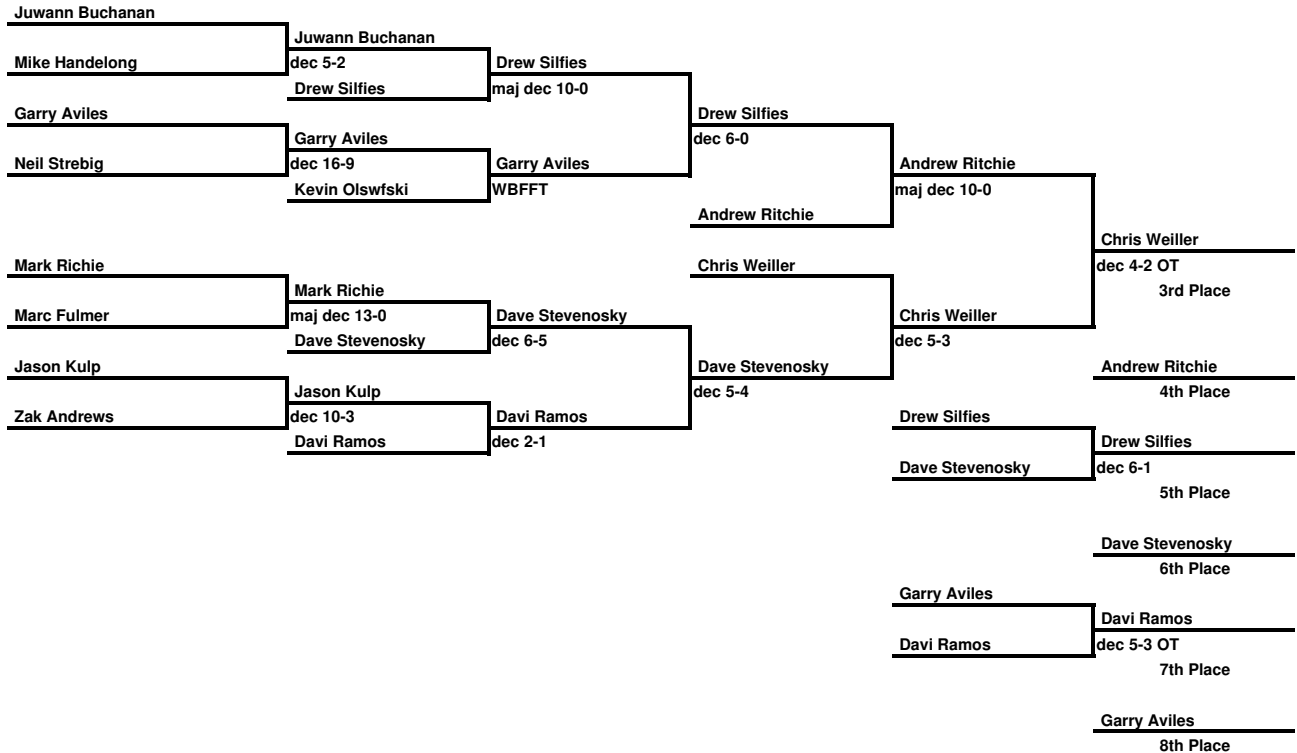 Juwann Buchanan
Juwann Buchanan
Mike Handelong
dec 5-2
Drew Silfies
Drew Silfies
maj dec 10-0
Garry Aviles
Drew Silfies
Garry Aviles
dec 6-0
Neil Strebig
dec 16-9
Garry Aviles
Andrew Ritchie
Kevin Olswfski
WBFFT
maj dec 10-0
Andrew Ritchie
Chris Weiller
Mark Richie
Chris Weiller
dec 4-2 OT
Mark Richie
3rd Place
Marc Fulmer
maj dec 13-0
Dave Stevenosky
Chris Weiller
Dave Stevenosky
dec 6-5
dec 5-3
Jason Kulp
Dave Stevenosky
Andrew Ritchie
Jason Kulp
dec 5-4
4th Place
Zak Andrews
dec 10-3
Davi Ramos
Drew Silfies
Davi Ramos
dec 2-1
Drew Silfies
Dave Stevenosky
dec 6-1
5th Place
Dave Stevenosky
6th Place
Garry Aviles
Davi Ramos
Davi Ramos
dec 5-3 OT
7th Place
Garry Aviles
8th Place